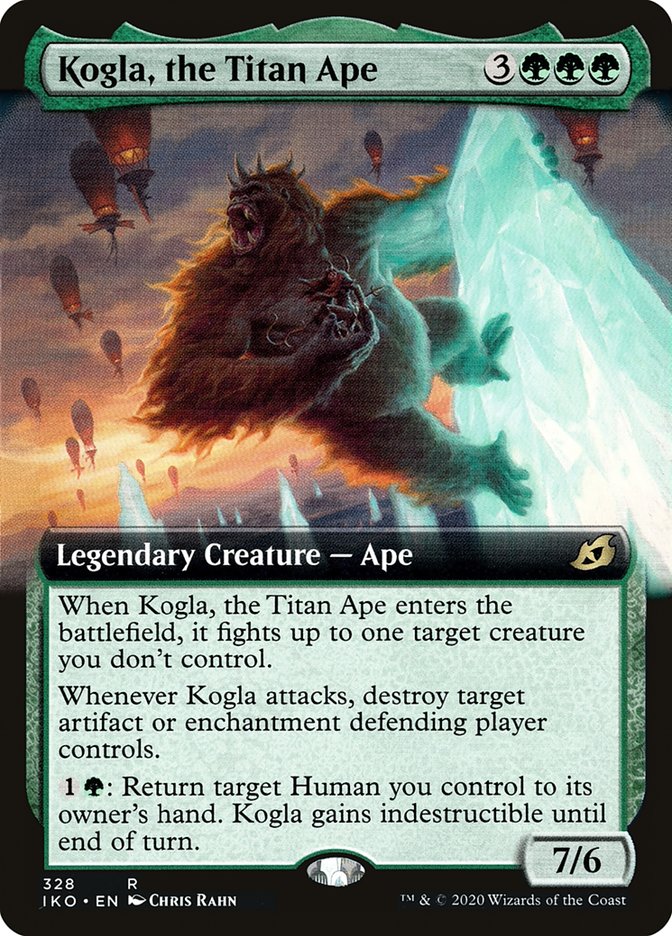 Kogla, the Titan Ape 3
Legendary Creature — Ape
When Kogla, the Titan Ape enters the
battlefield, it fights up to one target creature
you don't control.
Whenever Kogla attacks, destroy target
artifact or enchantment defending player
controls.
1 : Return target Human you control to its
owner's hand. Kogla gains indestructible until
end of turn.
7/6
328 R
IKO • EN Chris Rahn
™ & © 2020 Wizards of the Coast